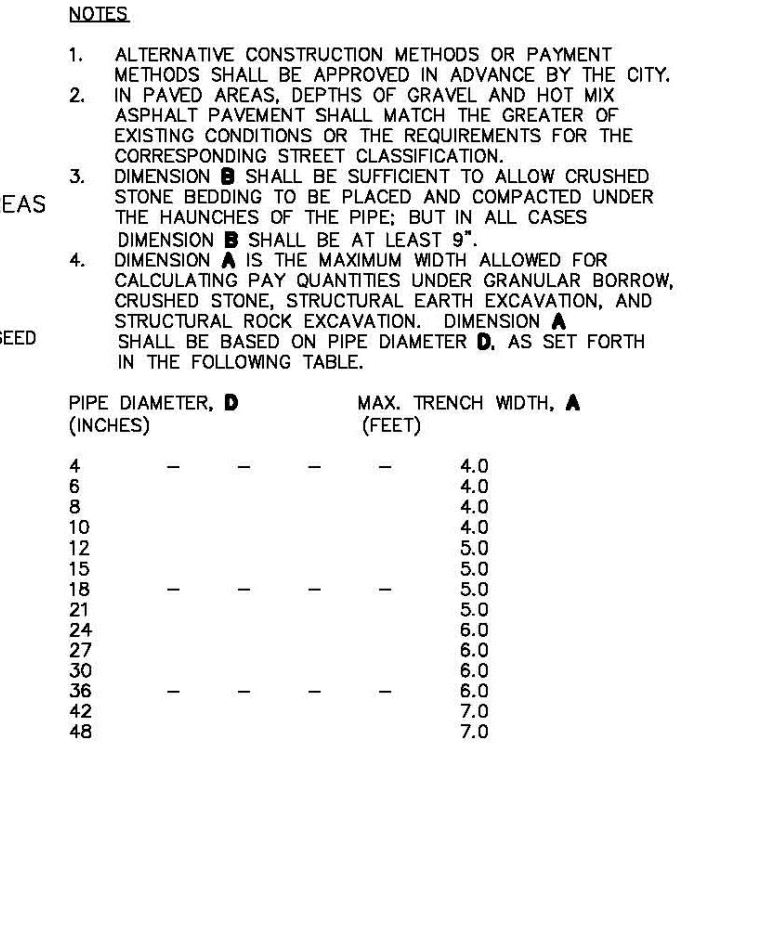 NOTES
1. ALTERNATIVE CONSTRUCTION METHODS OR PAYMENT
METHODS SHALL BE APPROVED IN ADVANCE BY THE CITY.
2. IN PAVED AREAS, DEPTHS OF GRAVEL AND HOT MIX
ASPHALT PAVEMENT SHALL MATCH THE GREATER OF
EXISTING CONDITIONS OR THE REQUIREMENTS FOR THE
CORRESPONDING STREET CLASSIFICATION.
3. DIMENSION B SHALL BE SUFFICIENT TO ALLOW CRUSHED
STONE BEDDING TO BE PLACED AND COMPACTED UNDER
THE HAUNCHES OF THE PIPE; BUT IN ALL CASES
DIMENSION B SHALL BE AT LEAST 9".
4. DIMENSION A IS THE MAXIMUM WIDTH ALLOWED FOR
CALCULATING PAY QUANTITIES UNDER GRANULAR BORROW,
CRUSHED STONE, STRUCTURAL EARTH EXCAVATION, AND
STRUCTURAL ROCK EXCAVATION. DIMENSION A
SHALL BE BASED ON PIPE DIAMETER D, AS SET FORTH
IN THE FOLLOWING TABLE.
EAS
SEED
PIPE DIAMETER, D MAX. TRENCH WIDTH, A
(INCHES) (FEET)
4 – – – – 4.0
6 4.0
8 4.0
10 4.0
12 5.0
15 5.0
18 – – – – 5.0
21 5.0
24 6.0
27 6.0
30 6.0
36 – – – – 6.0
42 7.0
48 7.0